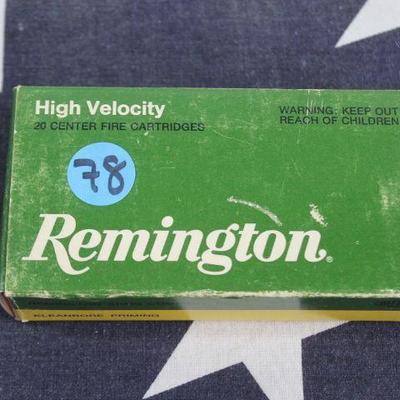 High Velocity
20 CENTER FIRE CARTRIDGES
WARNING: KEEP OUT
REACH OF CHILDREN
78
Remington®
KLEANBORE PRIMING